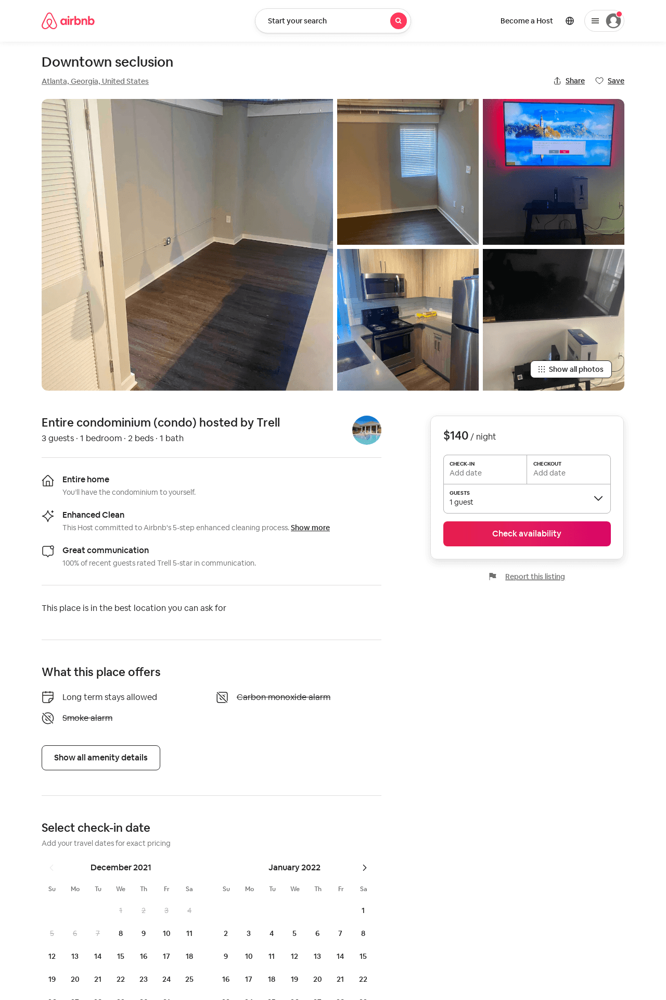 airbnb
Start your search
Become a Host
Downtown seclusion
Atlanta, Georgia, United States
Share
Save
Show all photos
Entire condominium (condo) hosted by Trell
3 guests · 1 bedroom · 2 beds · 1 bath
Entire home
You'll have the condominium to yourself.
Enhanced Clean
This Host committed to Airbnb's 5-step enhanced cleaning process. Show more
Great communication
100% of recent guests rated Trell 5-star in communication.
$140 / night
CHECK-IN
Add date
CHECKOUT
Add date
GUESTS
1 guest
Check availability
Report this listing
This place is in the best location you can ask for
What this place offers
Long term stays allowed
Carbon monoxide alarm
Smoke alarm
Show all amenity details
Select check-in date
Add your travel dates for exact pricing
December 2021
Su Mo Tu We Th Fr Sa
1 2 3 4
5 6 7 8 9 10 11
12 13 14 15 16 17 18
19 20 21 22 23 24 25
January 2022
Su Mo Tu We Th Fr Sa
1
2 3 4 5 6 7 8
9 10 11 12 13 14 15
16 17 18 19 20 21 22